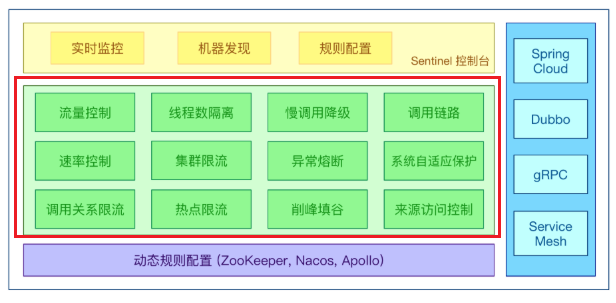 实时监控
机器发现
规则配置
Sentinel 控制台
流量控制
线程数隔离
慢调用降级
调用链路
速率控制
集群限流
异常熔断
系统自适应保护
调用关系限流
热点限流
削峰填谷
来源访问控制
动态规则配置 (ZooKeeper, Nacos, Apollo)
Spring
Cloud
Dubbo
gRPC
Service
Mesh